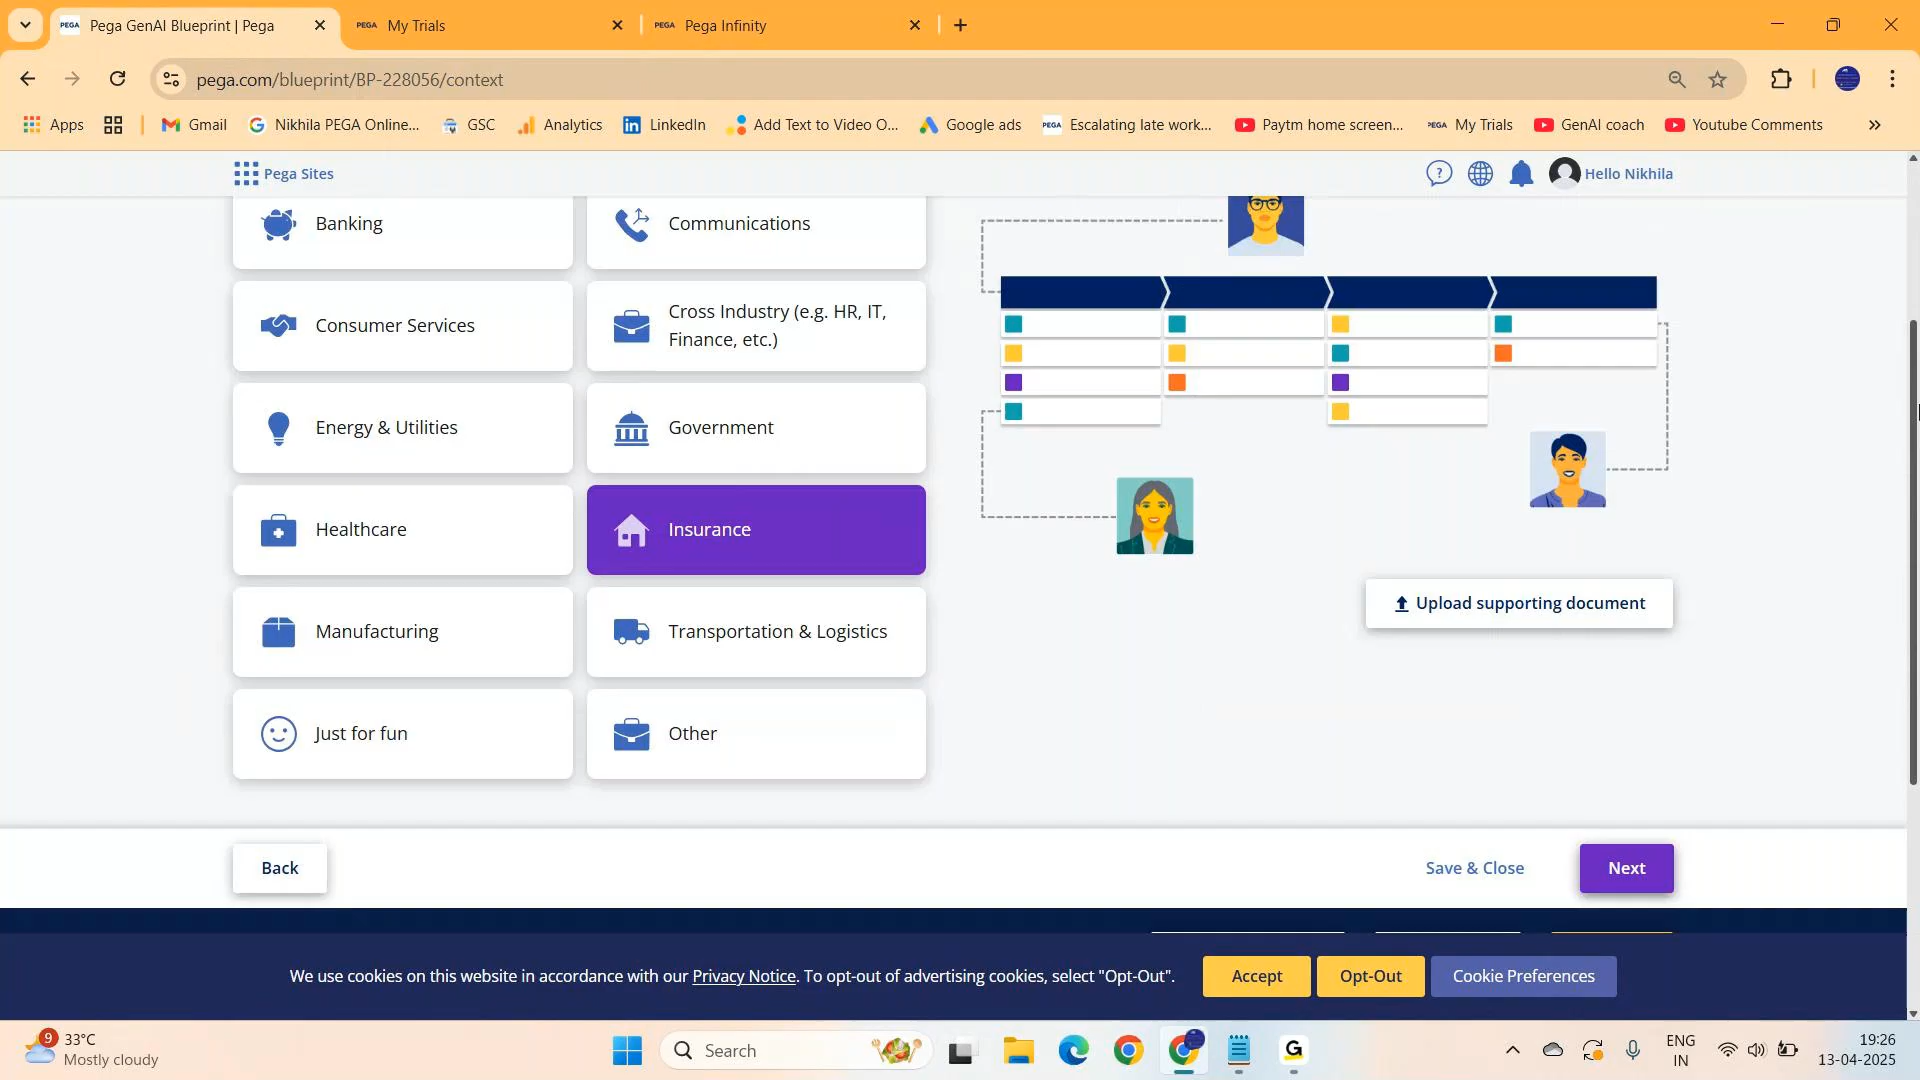 PEGA Pega GenAI Blueprint | Pega
PEGA My Trials
PEGA Pega Infinity
pega.com/blueprint/BP-228056/context
Apps
Gmail
Nikhila PEGA Online...
GSC
Analytics
LinkedIn
Add Text to Video O...
Google ads
PEGA Escalating late work...
Paytm home screen...
PEGA My Trials
GenAI coach
Youtube Comments
Pega Sites
Hello Nikhila
Banking
Communications
Consumer Services
Cross Industry (e.g. HR, IT,
Finance, etc.)
Energy & Utilities
Government
Healthcare
Insurance
Manufacturing
Transportation & Logistics
Upload supporting document
Just for fun
Other
Back
Save & Close
Next
We use cookies on this website in accordance with our Privacy Notice. To opt-out of advertising cookies, select "Opt-Out".
Accept
Opt-Out
Cookie Preferences
9
33°C
Mostly cloudy
Search
ENG
IN
19:26
13-04-2025